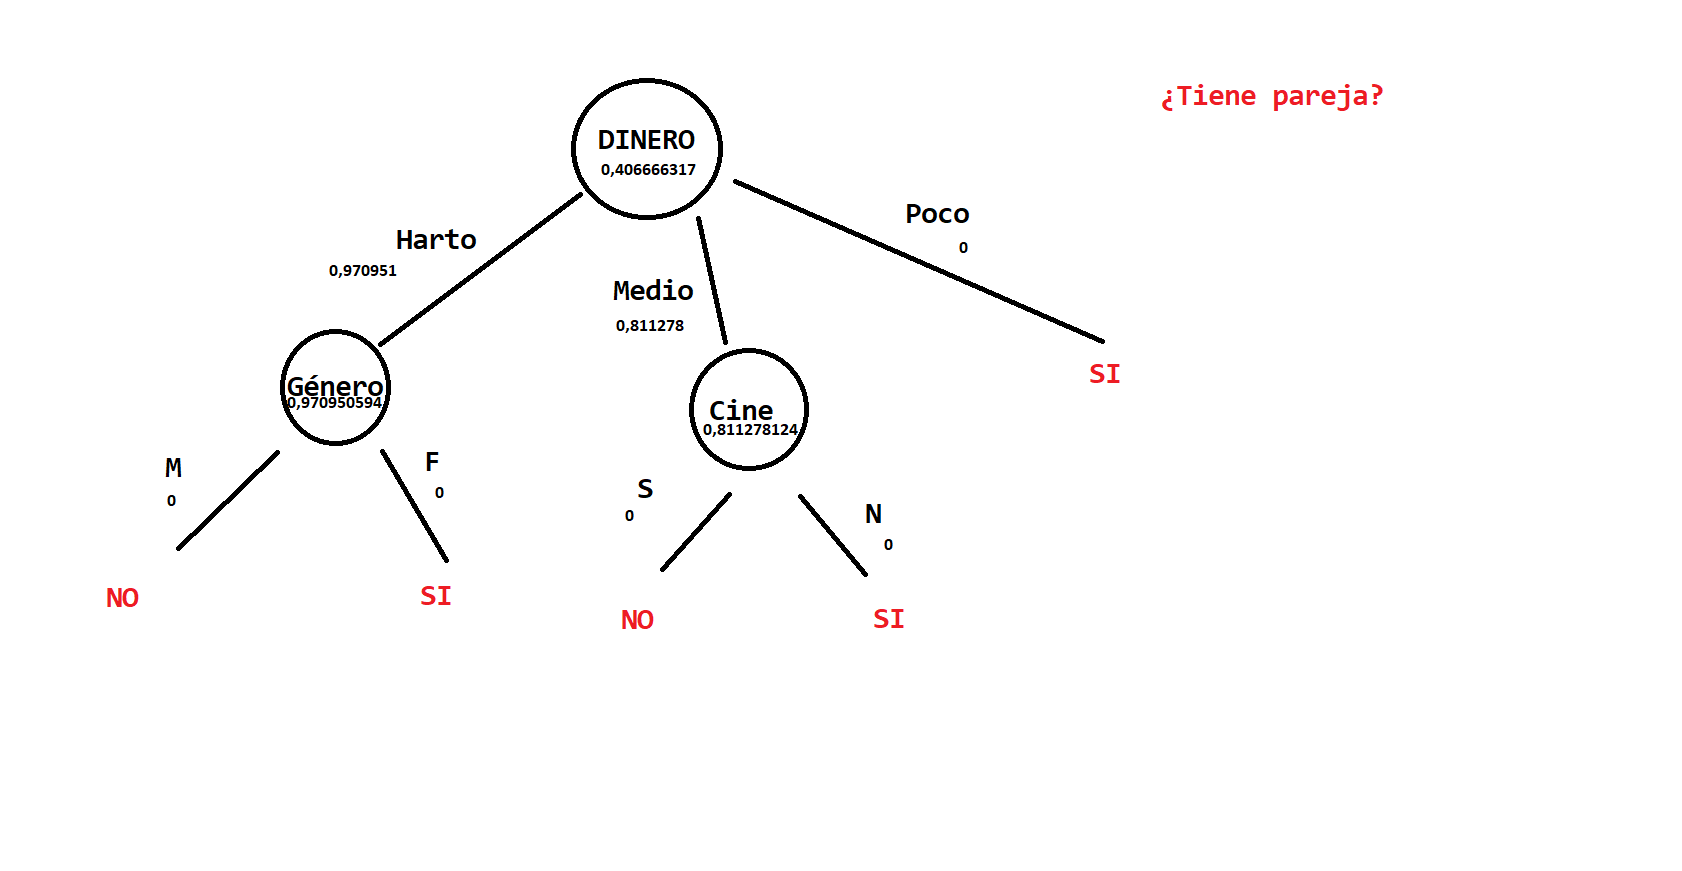 ¿Tiene pareja?
DINERO
0,406666317
Poco
0
Harto
0,970951
Medio
0,811278
SI
Género
0,970950594
Cine
0,811278124
M
0
F
0
S
0
N
0
NO
SI
NO
SI